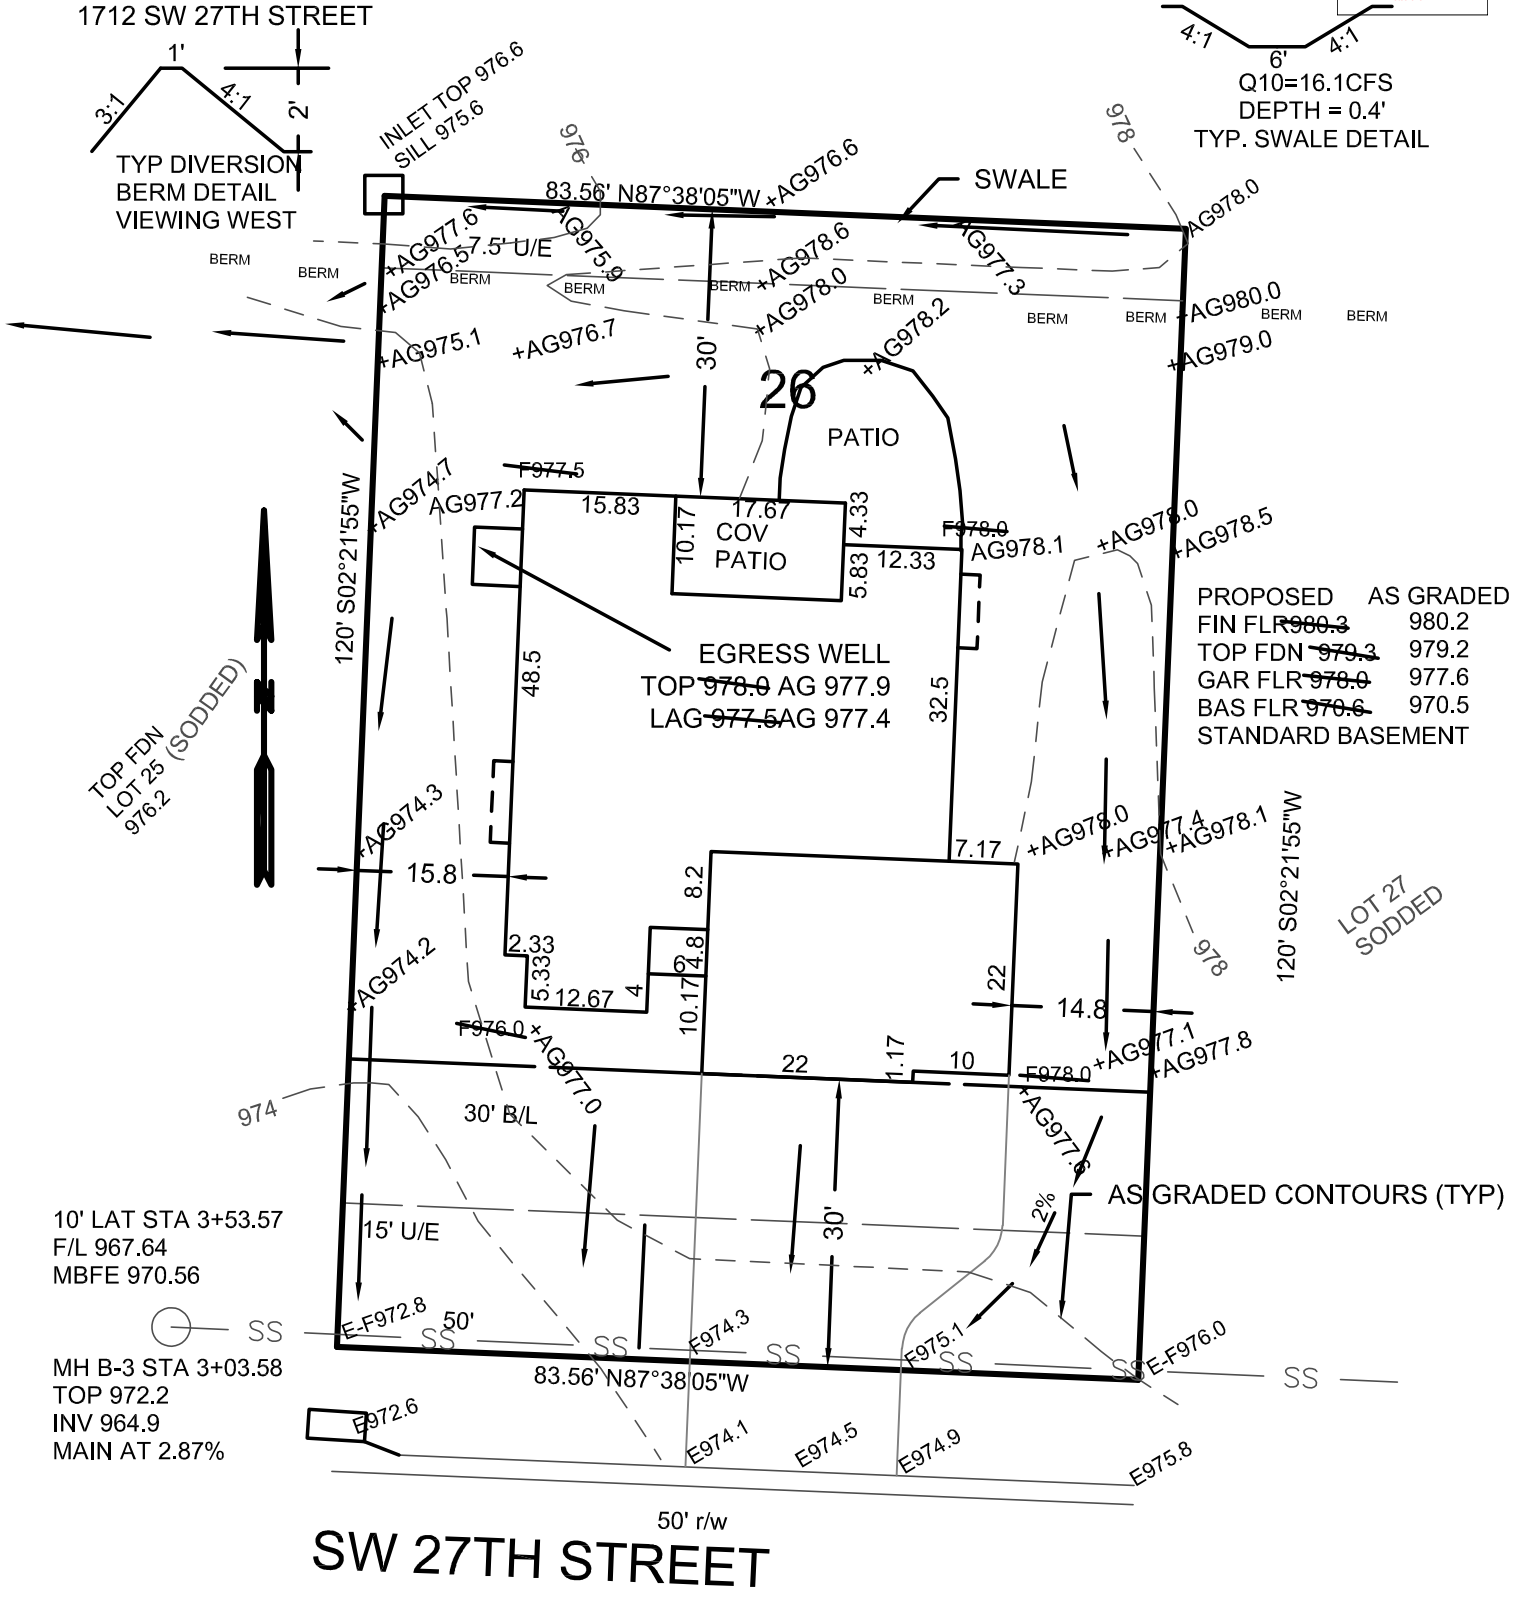 1712 SW 27TH STREET
1'
3:1
4:1
2'
TYP DIVERSION
BERM DETAIL
VIEWING WEST
INLET TOP 976.6
SILL 975.6
4:1
6'
4:1
Q10=16.1CFS
DEPTH = 0.4'
TYP. SWALE DETAIL
976
978
83.56' N87°38'05"W
+AG976.6
SWALE
AG978.0
+AG977.6
7.5' U/E
AG975.9
+AG978.6
AG977.3
+AG976.5
+AG978.0
BERM
BERM
BERM
BERM
BERM
BERM
BERM
BERM
BERM
BERM
+AG980.0
+AG975.1
+AG976.7
30'
+AG978.2
+AG979.0
26
PATIO
120' S02°21'55"W
+AG974.7
F977.5
AG977.2
15.83
17.67
10.17
COV
PATIO
4.33
5.83
12.33
F978.0
AG978.1
+AG978.0
+AG978.5
PROPOSED AS GRADED
FIN FLR 980.3 980.2
TOP FDN 979.3 979.2
GAR FLR 978.0 977.6
BAS FLR 970.6 970.5
STANDARD BASEMENT
EGRESS WELL
TOP 978.0 AG 977.9
LAG 977.5 AG 977.4
48.5
32.5
N
TOP FDN
LOT 25 (SODDED)
976.2
+AG974.3
15.8
8.2
7.17
+AG978.0
+AG977.4
+AG978.1
120' S02°21'55"W
LOT 27
SODDED
978
+AG974.2
2.33
5.33
12.67
4
6
4.8
10.17
22
14.8
F976.0
+AG977.0
22
1.17
10
F978.0
+AG977.1
+AG977.8
+AG977.6
974
30' B/L
2%
AS GRADED CONTOURS (TYP)
30'
15' U/E
10' LAT STA 3+53.57
F/L 967.64
MBFE 970.56
SS
E-F972.8
50'
SS
SS
F974.3
SS
F975.1
SS
SS
E-F976.0
SS
MH B-3 STA 3+03.58
TOP 972.2
INV 964.9
MAIN AT 2.87%
83.56' N87°38'05"W
E972.6
E974.1
E974.5
E974.9
E975.8
50' r/w
SW 27TH STREET